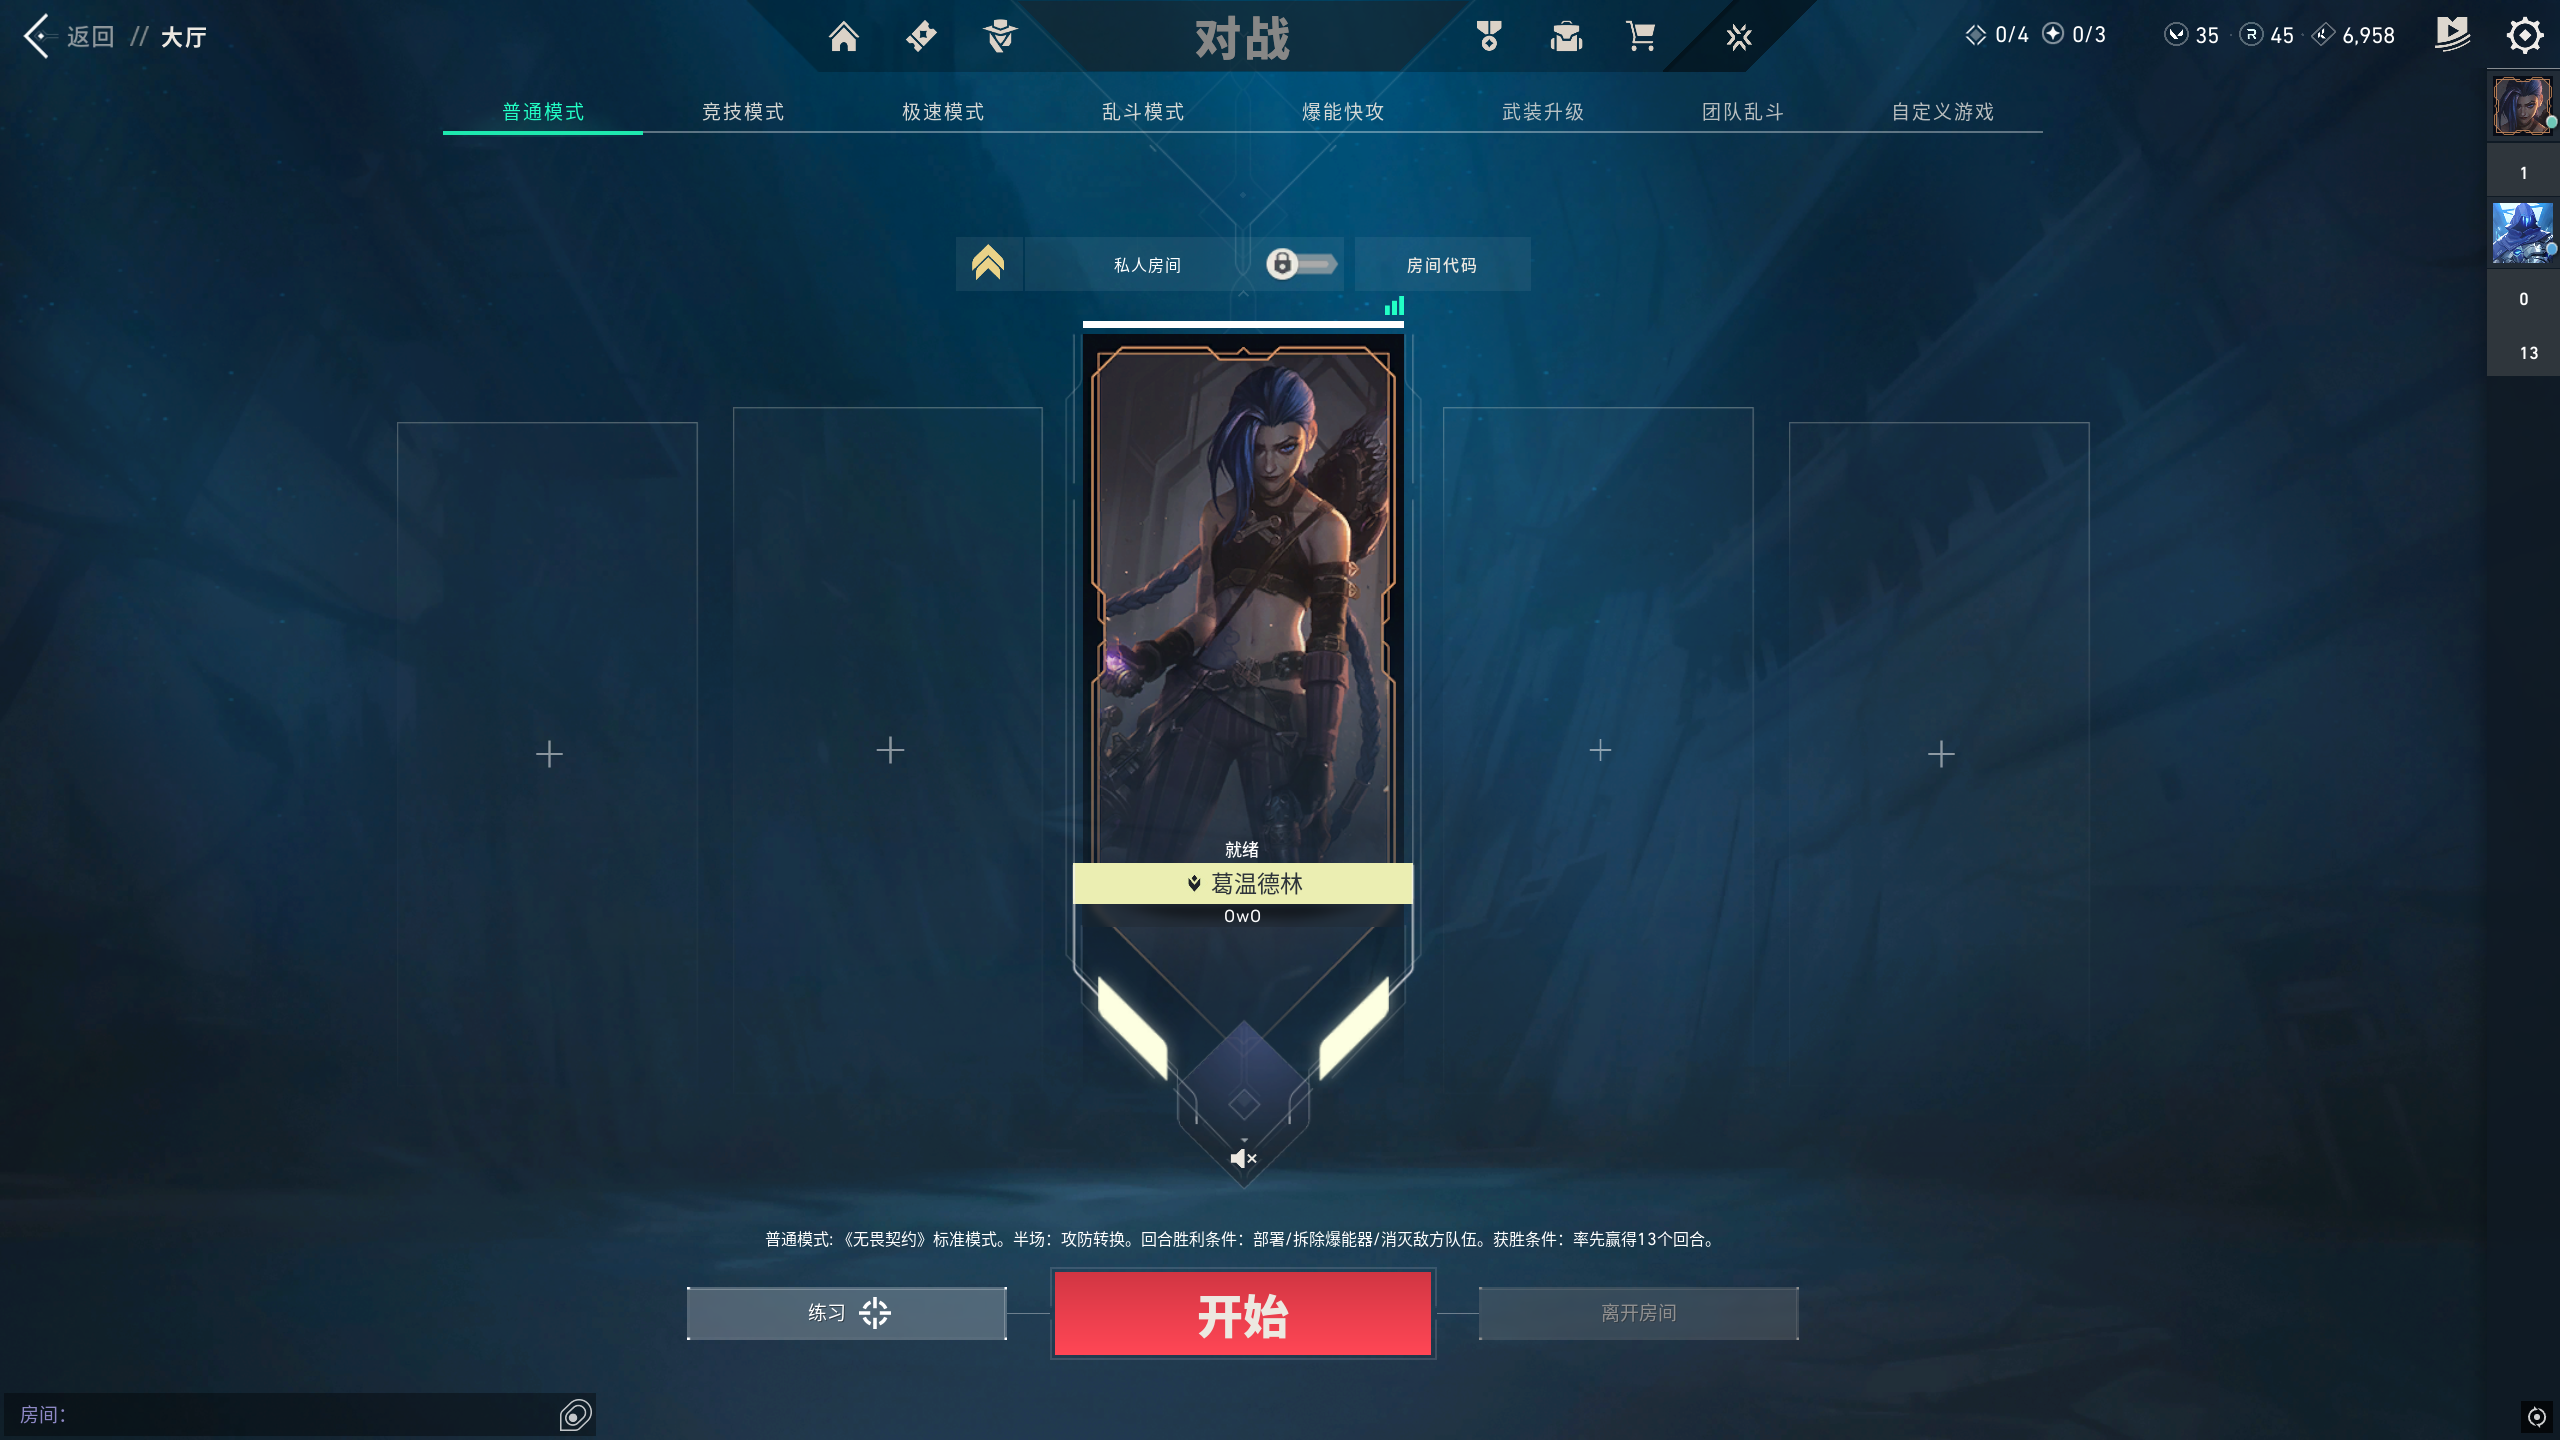 返回 // 大厅
对战
0/4 0/3 35 45 6,958
普通模式 竞技模式 极速模式 乱斗模式 爆能快攻 武装升级 团队乱斗 自定义游戏
私人房间 房间代码
1
0
13
就绪
葛温德林
OwO
普通模式:《无畏契约》标准模式。半场：攻防转换。回合胜利条件：部署/拆除爆能器/消灭敌方队伍。获胜条件：率先赢得13个回合。
练习 开始 离开房间
房间: